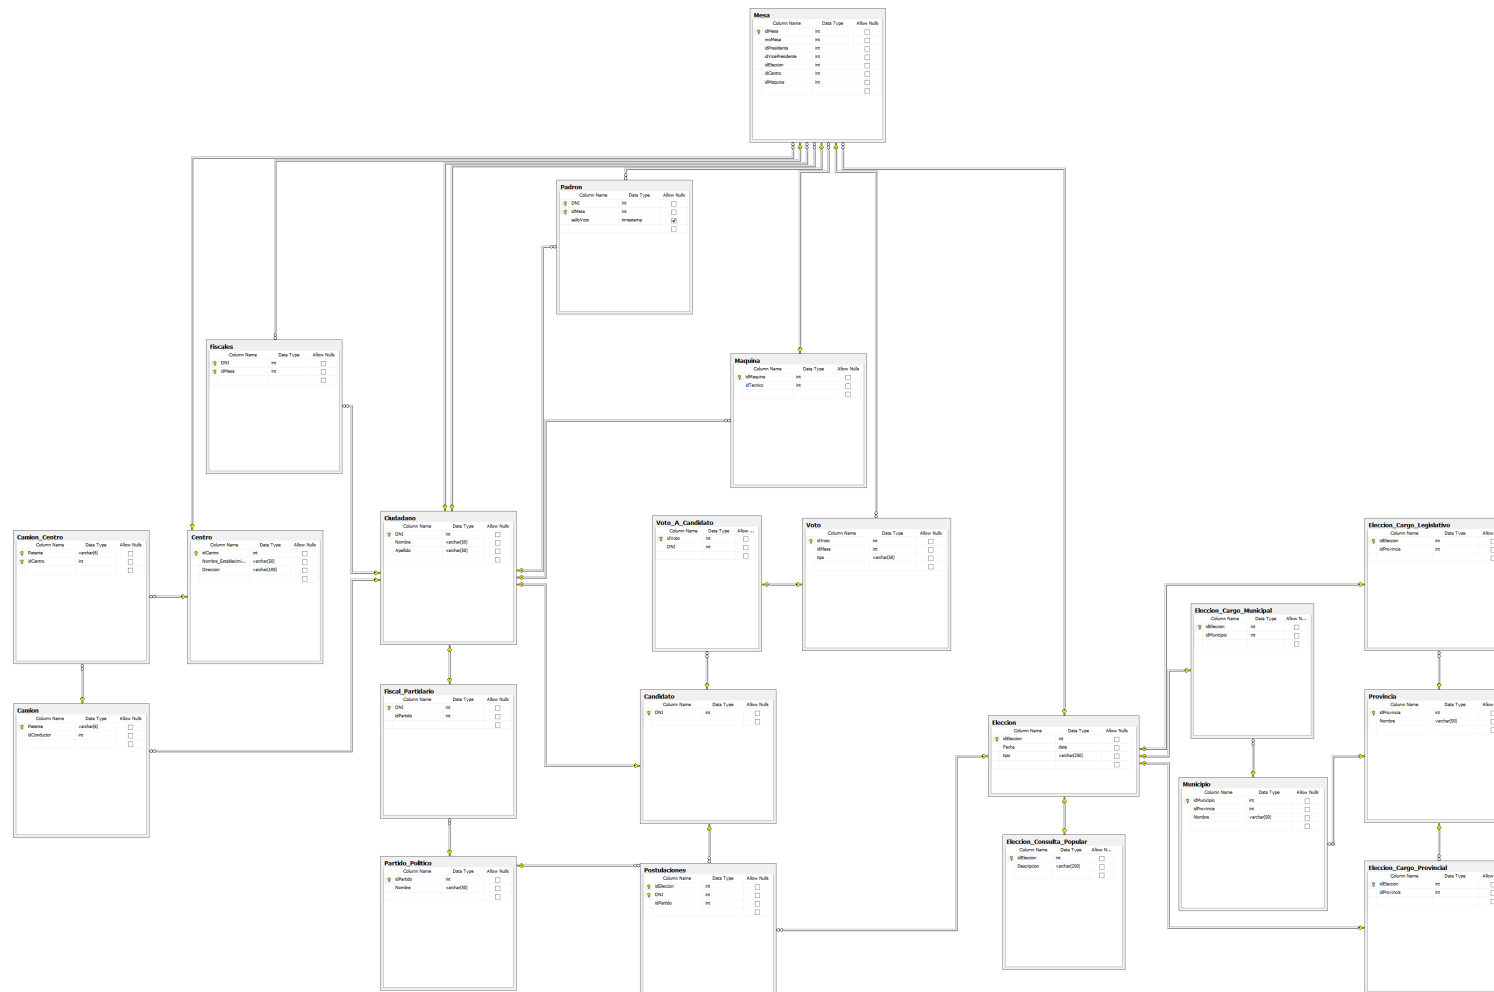 Mesa
Column Name Data Type Allow Nulls
idMesa int
nroMesa int
idPresidente int
idVicePresidente int
idEleccion int
idCentro int
idMaquina int
Padron
Column Name Data Type Allow Nulls
DNI int
idMesa int
selloVoto timestamp
Fiscales
Column Name Data Type Allow Nulls
DNI int
idMesa int
Maquina
Column Name Data Type Allow Nulls
idMaquina int
idTecnico int
Camion_Centro
Column Name Data Type Allow Nulls
Patente varchar(6)
idCentro int
Centro
Column Name Data Type Allow Nulls
idCentro int
Nombre_Establecimi... varchar(50)
Direccion varchar(100)
Ciudadano
Column Name Data Type Allow Nulls
DNI int
Nombre varchar(50)
Apellido varchar(50)
Voto_A_Candidato
Column Name Data Type Allow ...
idVoto int
DNI int
Voto
Column Name Data Type Allow Nulls
idVoto int
idMesa int
tipo varchar(50)
Eleccion_Cargo_Legislativo
Column Name Data Type Allow
idEleccion int
idProvincia int
Eleccion_Cargo_Municipal
Column Name Data Type Allow N...
idEleccion int
idMunicipio int
Camion
Column Name Data Type Allow Nulls
Patente varchar(6)
idConductor int
Fiscal_Partidario
Column Name Data Type Allow Nulls
DNI int
idPartido int
Candidato
Column Name Data Type Allow Nulls
DNI int
Eleccion
Column Name Data Type Allow Nulls
idEleccion int
Fecha date
tipo varchar(250)
Provincia
Column Name Data Type Allow
idProvincia int
Nombre varchar(50)
Municipio
Column Name Data Type Allow Nulls
idMunicipio int
idProvincia int
Nombre varchar(50)
Eleccion_Consulta_Popular
Column Name Data Type Allow N...
idEleccion int
Descripcion varchar(250)
Partido_Politico
Column Name Data Type Allow Nulls
idPartido int
Nombre varchar(50)
Postulaciones
Column Name Data Type Allow Nulls
idEleccion int
DNI int
idPartido int
Eleccion_Cargo_Provincial
Column Name Data Type Allow
idEleccion int
idProvincia int